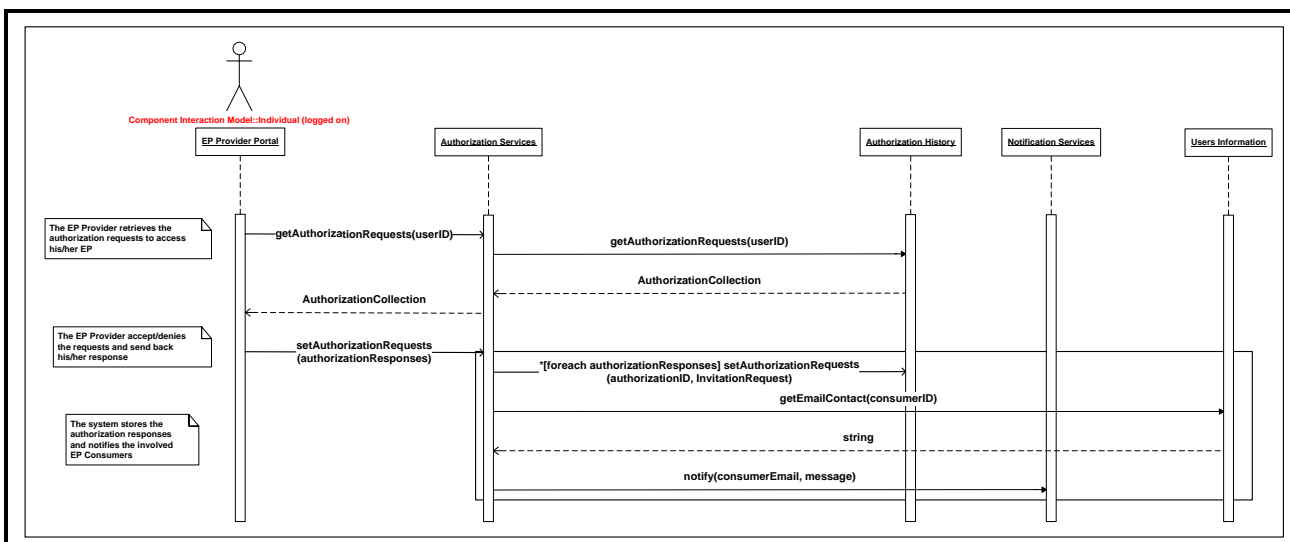 Component Interaction Model::Individual (logged on)
EP Provider Portal
Authorization Services
Authorization History
Notification Services
Users Information
The EP Provider retrieves the
authorization requests to access
his/her EP
getAuthorizationRequests(userID)
getAuthorizationRequests(userID)
AuthorizationCollection
AuthorizationCollection
The EP Provider accept/denies
the requests and send back
his/her response
setAuthorizationRequests
(authorizationResponses)
*[foreach authorizationResponses] setAuthorizationRequests
(authorizationID, InvitationRequest)
getEmailContact(consumerID)
The system stores the
authorization responses
and notifies the involved
EP Consumers
string
notify(consumerEmail, message)